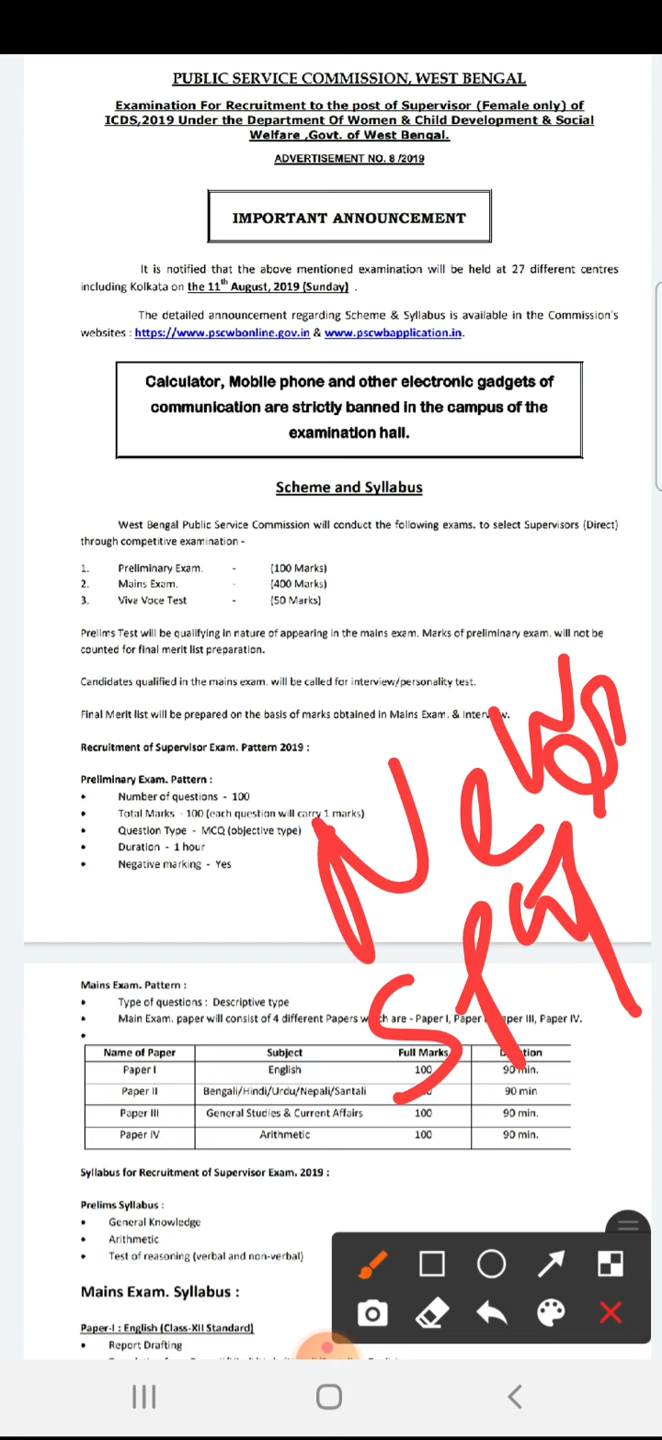 PUBLIC SERVICE COMMISSION, WEST BENGAL
Examination For Recruitment to the post of Supervisor (Female only) of
ICDS,2019 Under the Department Of Women & Child Development & Social
Welfare ,Govt. of West Bengal.
ADVERTISEMENT NO. 8 /2019
IMPORTANT ANNOUNCEMENT
It is notified that the above mentioned examination will be held at 27 different centres
including Kolkata on the 11th August, 2019 (Sunday) .
The detailed announcement regarding Scheme & Syllabus is available in the Commission's
websites : https://www.pscwbonline.gov.in & www.pscwbapplication.in.
Calculator, Mobile phone and other electronic gadgets of
communication are strictly banned in the campus of the
examination hall.
Scheme and Syllabus
West Bengal Public Service Commission will conduct the following exams. to select Supervisors (Direct)
through competitive examination -
1. Preliminary Exam. - (100 Marks)
2. Mains Exam. - (400 Marks)
3. Viva Voce Test - (50 Marks)
Prelims Test will be qualifying in nature of appearing in the mains exam. Marks of preliminary exam. will not be
counted for final merit list preparation.
Candidates qualified in the mains exam. will be called for interview/personality test.
Final Merit list will be prepared on the basis of marks obtained in Mains Exam. &
Recruitment of Supervisor Exam. Pattern 2019 :
Preliminary Exam. Pattern :
• Number of questions - 100
• Total Marks - 100 (each question will carry 1 marks)
• Question Type - MCQ (objective type)
• Duration - 1 hour
• Negative marking - Yes
New
Mains Exam. Pattern :
• Type of questions : Descriptive type
• Main Exam. paper will consist of 4 different Papers which are - Paper I, Paper Paper III, Paper IV.
•
Name of Paper Subject Full Marks
Paper I English 100 90 min.
Paper II Bengali/Hindi/Urdu/Nepali/Santali 90 min
Paper III General Studies & Current Affairs 100 90 min.
Paper IV Arithmetic 100 90 min.
Syllabus for Recruitment of Supervisor Exam. 2019 :
Prelims Syllabus :
• General Knowledge
• Arithmetic
• Test of reasoning (verbal and non-verbal)
Mains Exam. Syllabus :
Paper-I : English (Class-XII Standard)
• Report Drafting